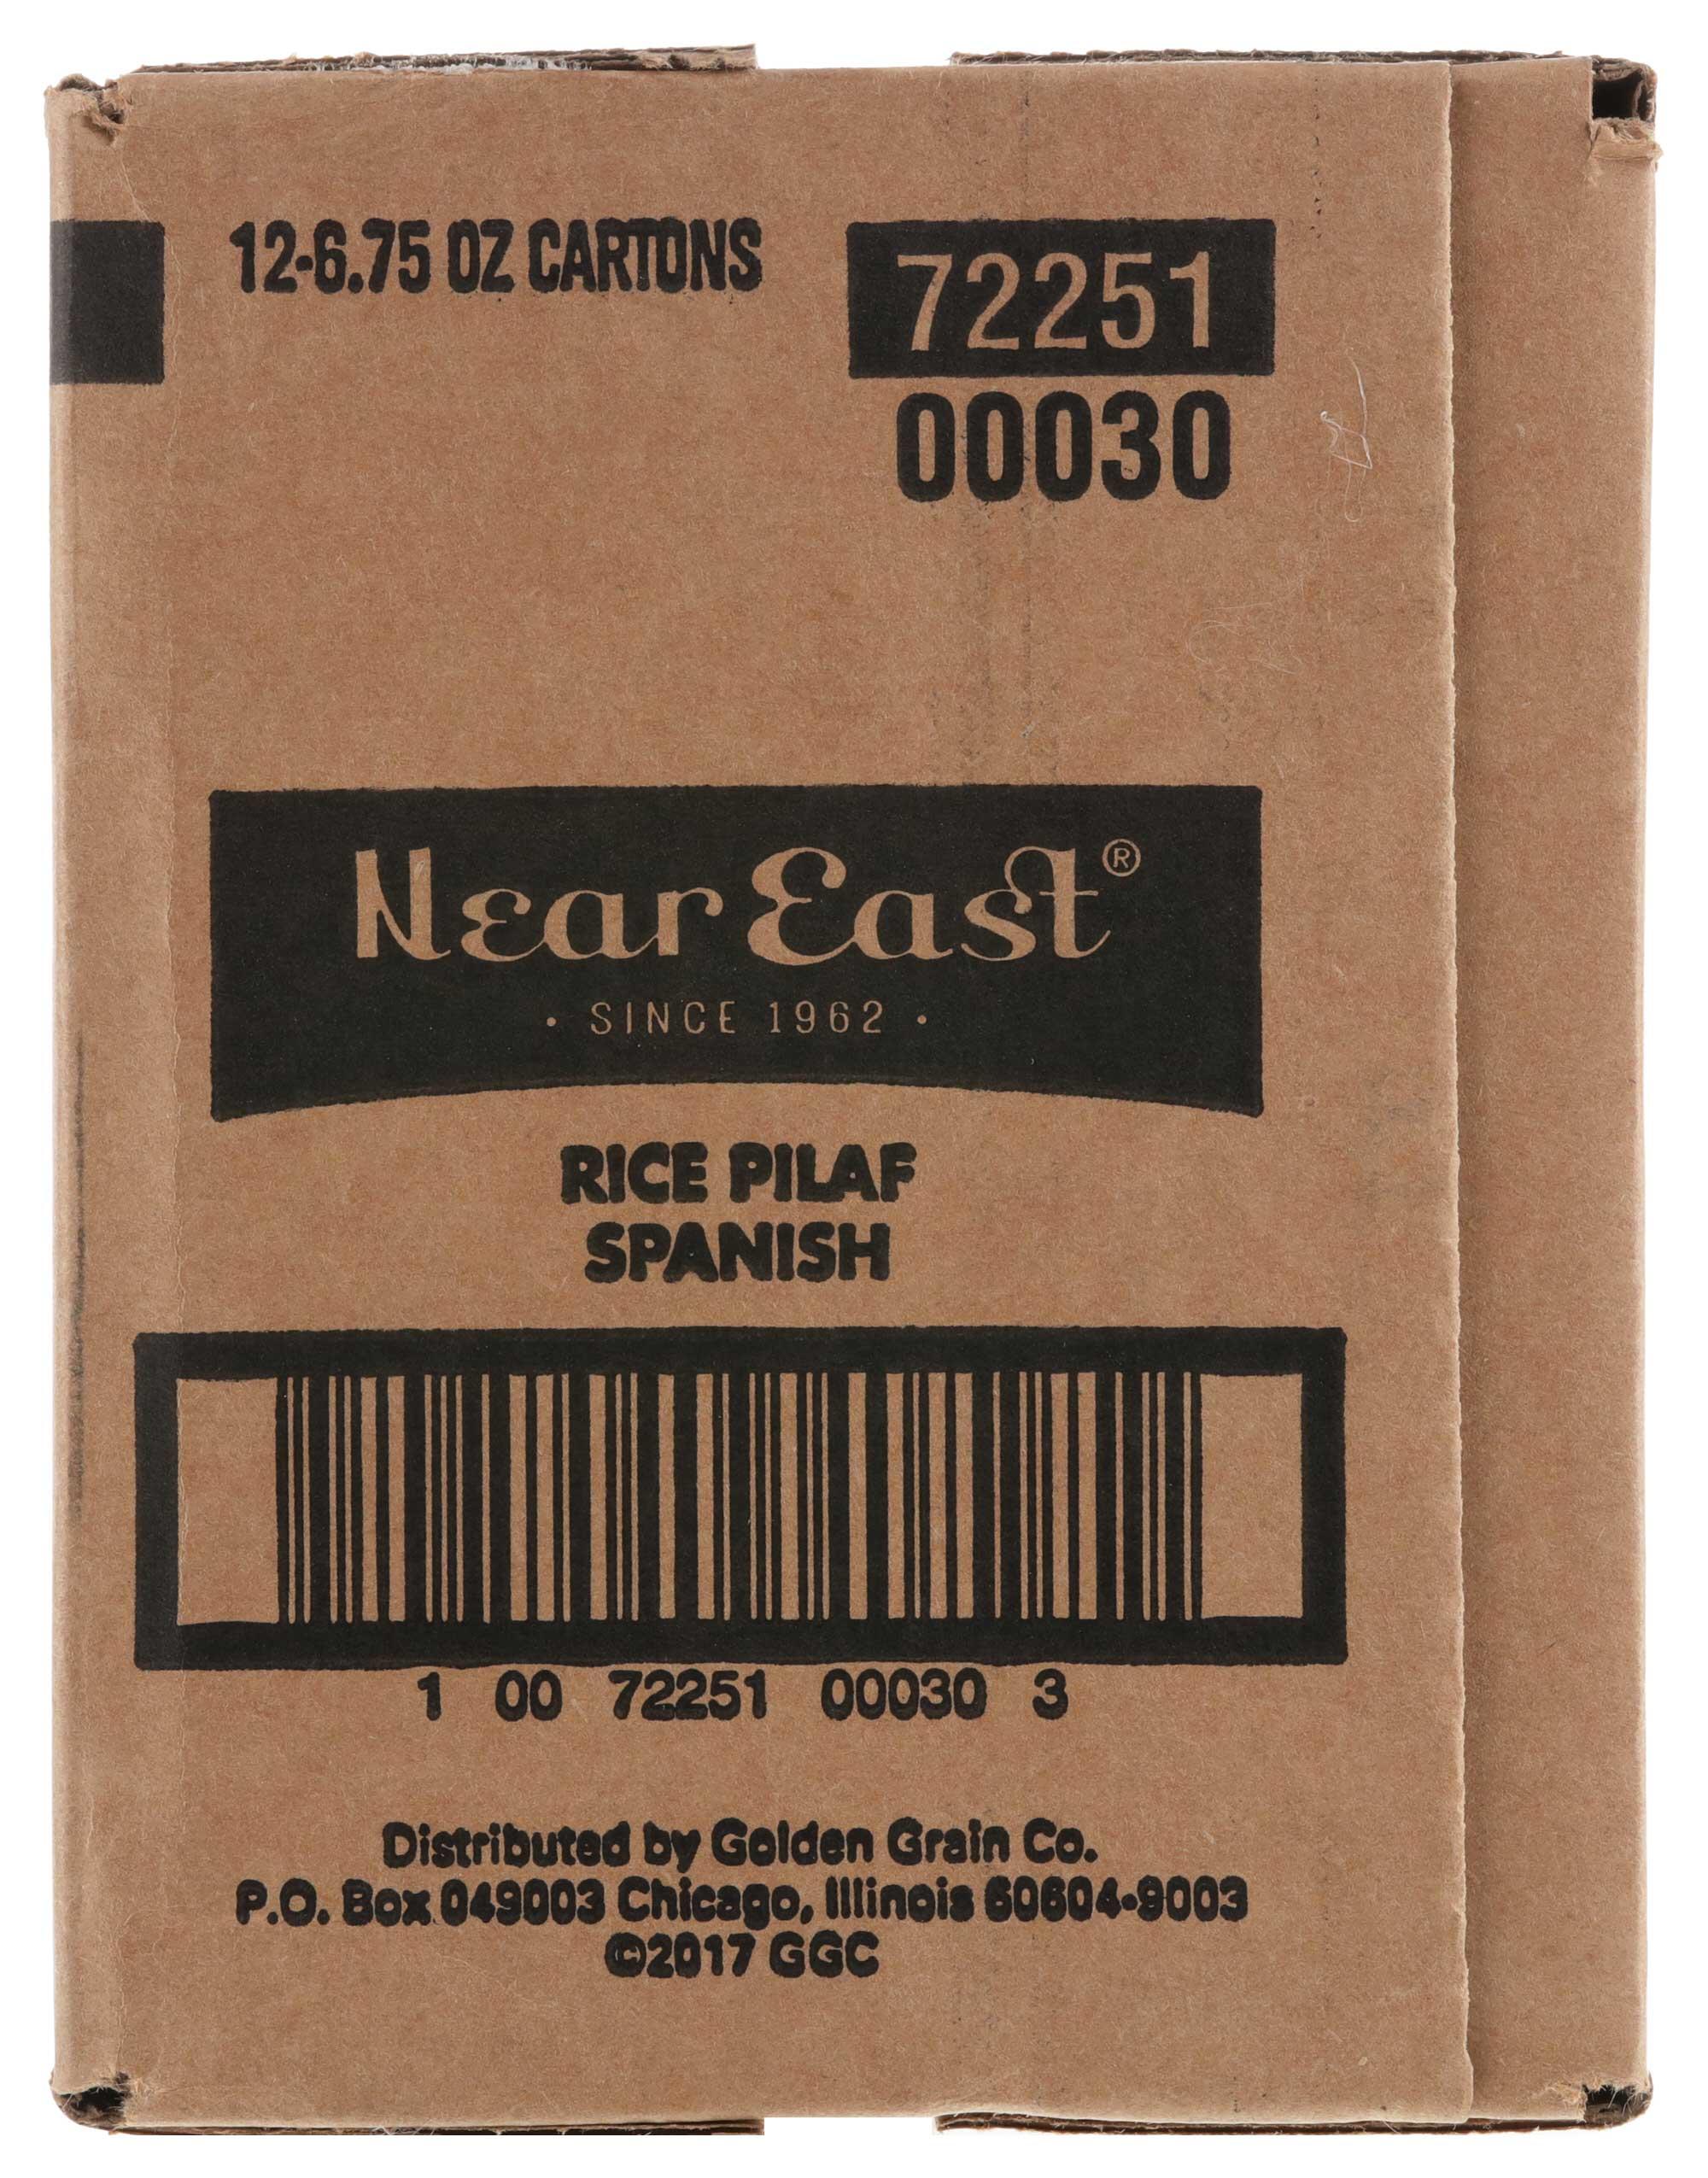 12-6.75 OZ CARTONS
72251
00030
Near East®
• SINCE 1962 •
RICE PILAF
SPANISH
1 00 72251 00030 3
Distributed by Golden Grain Co.
P.O. Box 049003 Chicago, Illinois 60604-9003
©2017 GGC